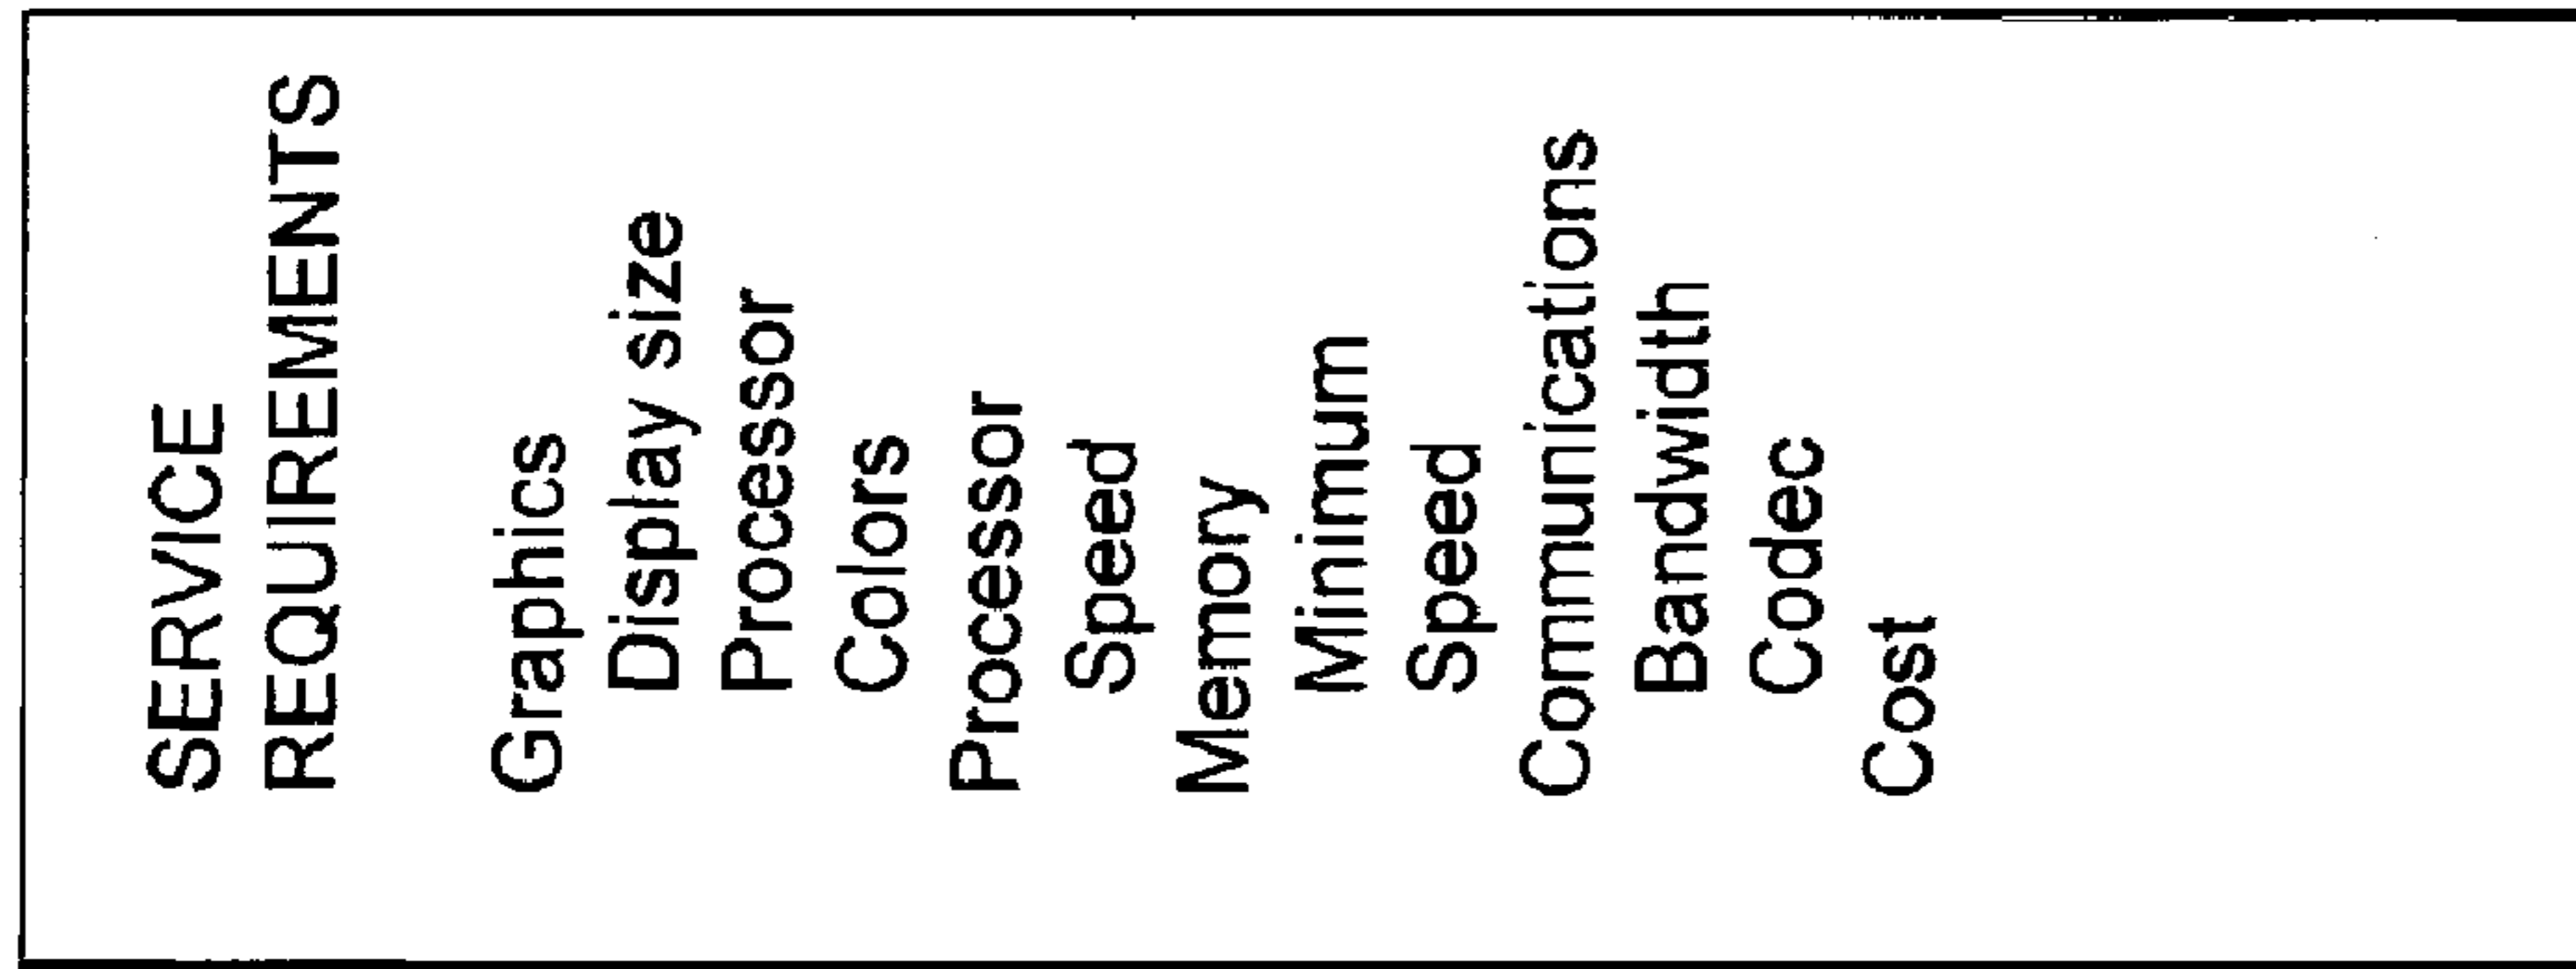 SERVICE
REQUIREMENTS
Graphics
Display size
Processor
Colors
Processor
Speed
Memory
Minimum
Speed
Communications
Bandwidth
Codec
Cost